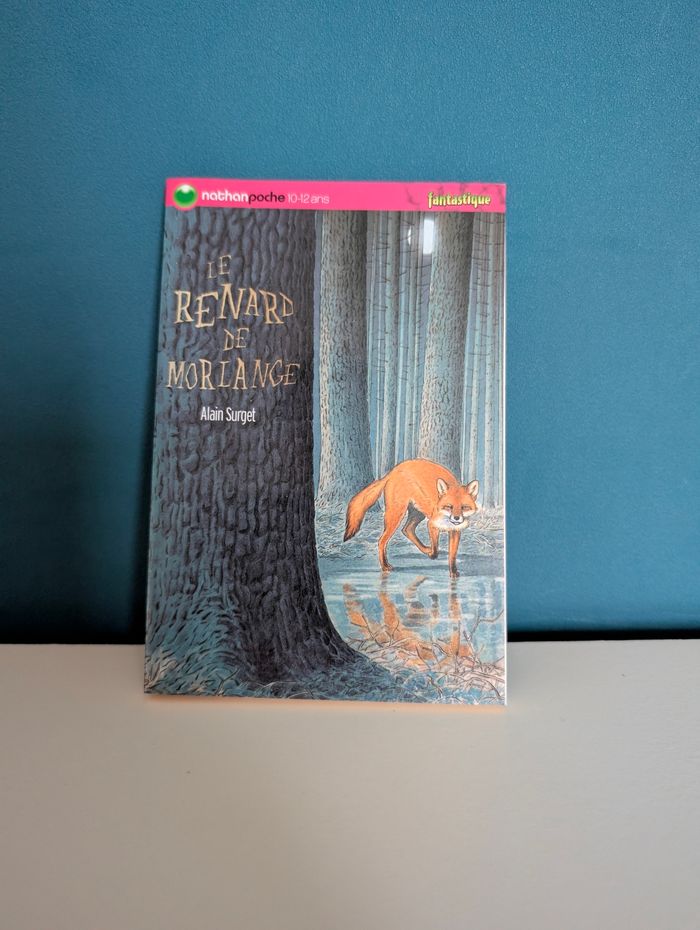 nathanpoche 10-12 ans
fantastique
LE
RENARD
DE
MORLANGE
Alain Surget